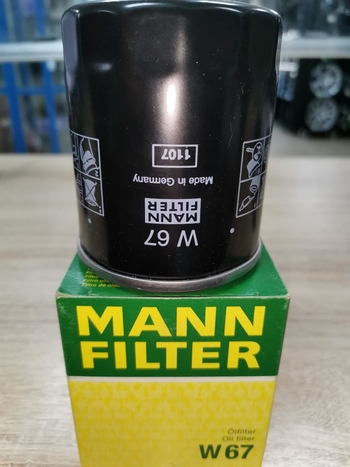 1107
Made in Germany
MANN
FILTER
W 67
MANN
FILTER
Ölfilter
Oil filter
W 67